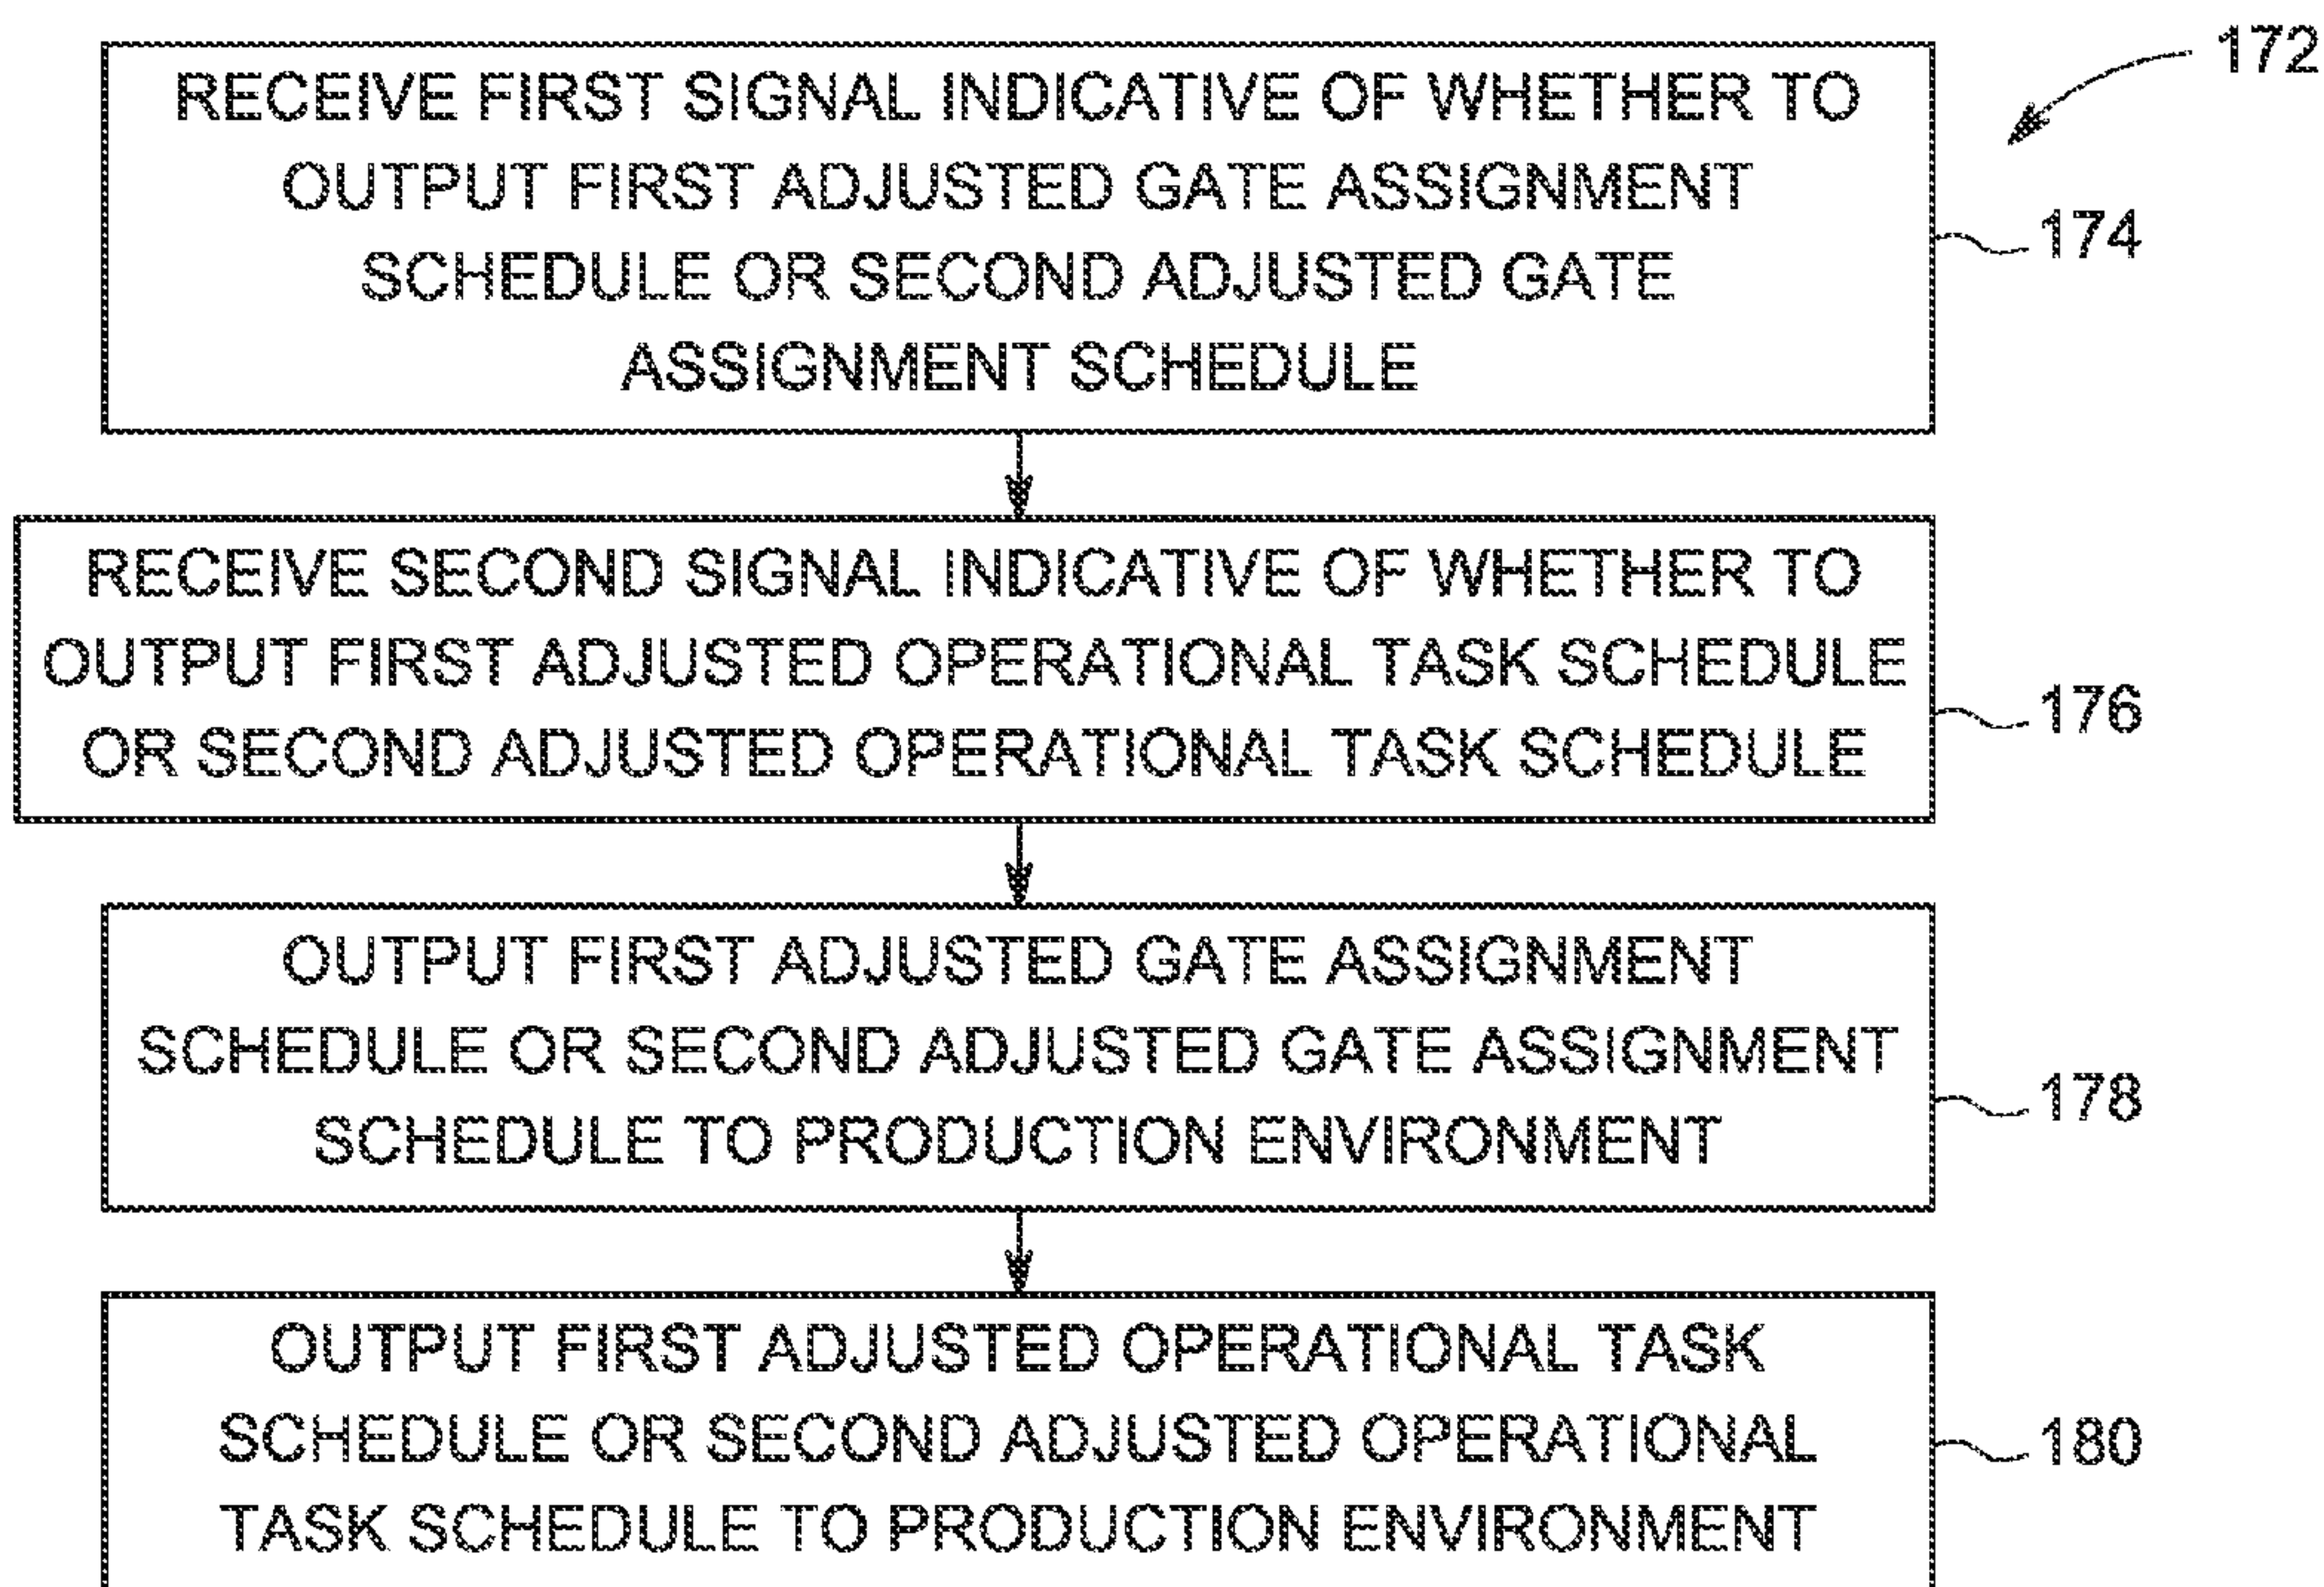 172
RECEIVE FIRST SIGNAL INDICATIVE OF WHETHER TO
OUTPUT FIRST ADJUSTED GATE ASSIGNMENT
SCHEDULE OR SECOND ADJUSTED GATE
ASSIGNMENT SCHEDULE
174
RECEIVE SECOND SIGNAL INDICATIVE OF WHETHER TO
OUTPUT FIRST ADJUSTED OPERATIONAL TASK SCHEDULE
OR SECOND ADJUSTED OPERATIONAL TASK SCHEDULE
176
OUTPUT FIRST ADJUSTED GATE ASSIGNMENT
SCHEDULE OR SECOND ADJUSTED GATE ASSIGNMENT
SCHEDULE TO PRODUCTION ENVIRONMENT
178
OUTPUT FIRST ADJUSTED OPERATIONAL TASK
SCHEDULE OR SECOND ADJUSTED OPERATIONAL
TASK SCHEDULE TO PRODUCTION ENVIRONMENT
180